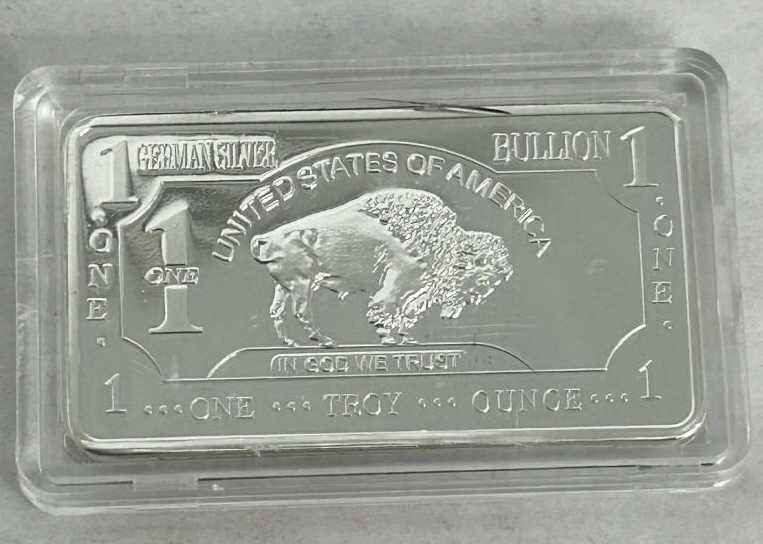 1 GERMAN SILVER BULLION 1
UNITED STATES OF AMERICA
ONE
1
ONE
ONE
IN GOD WE TRUST
1 ONE TROY OUNCE 1